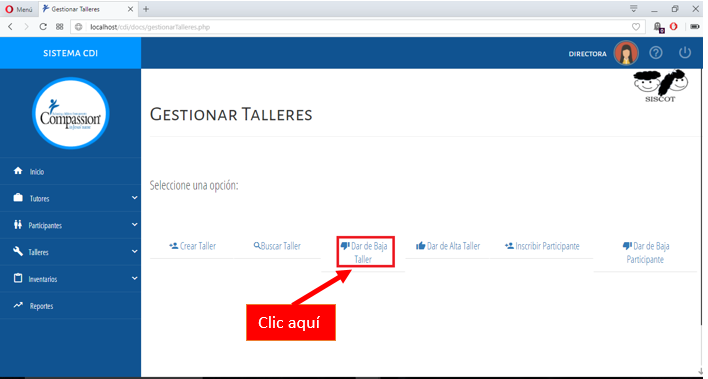 Menú
Gestionar Talleres
localhost/cdi/docs/gestionarTalleres.php
SISTEMA CDI
DIRECTORA
Compassion
SISCOT
GESTIONAR TALLERES
Inicio
Tutores
Participantes
Talleres
Inventarios
Reportes
Seleccione una opción:
Crear Taller
Buscar Taller
Dar de Baja
Taller
Dar de Alta Taller
Inscribir Participante
Dar de Baja
Participante
Clic aquí